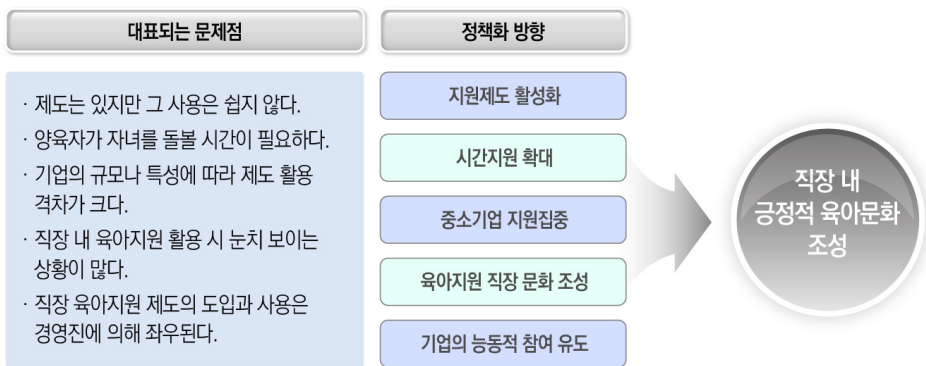 대표되는 문제점
정책화 방향
· 제도는 있지만 그 사용은 쉽지 않다.
· 양육자가 자녀를 돌볼 시간이 필요하다.
· 기업의 규모나 특성에 따라 제도 활용
격차가 크다.
· 직장 내 육아지원 활용 시 눈치 보이는
상황이 많다.
· 직장 육아지원 제도의 도입과 사용은
경영진에 의해 좌우된다.
지원제도 활성화
시간지원 확대
중소기업 지원집중
육아지원 직장 문화 조성
기업의 능동적 참여 유도
직장 내
긍정적 육아문화
조성